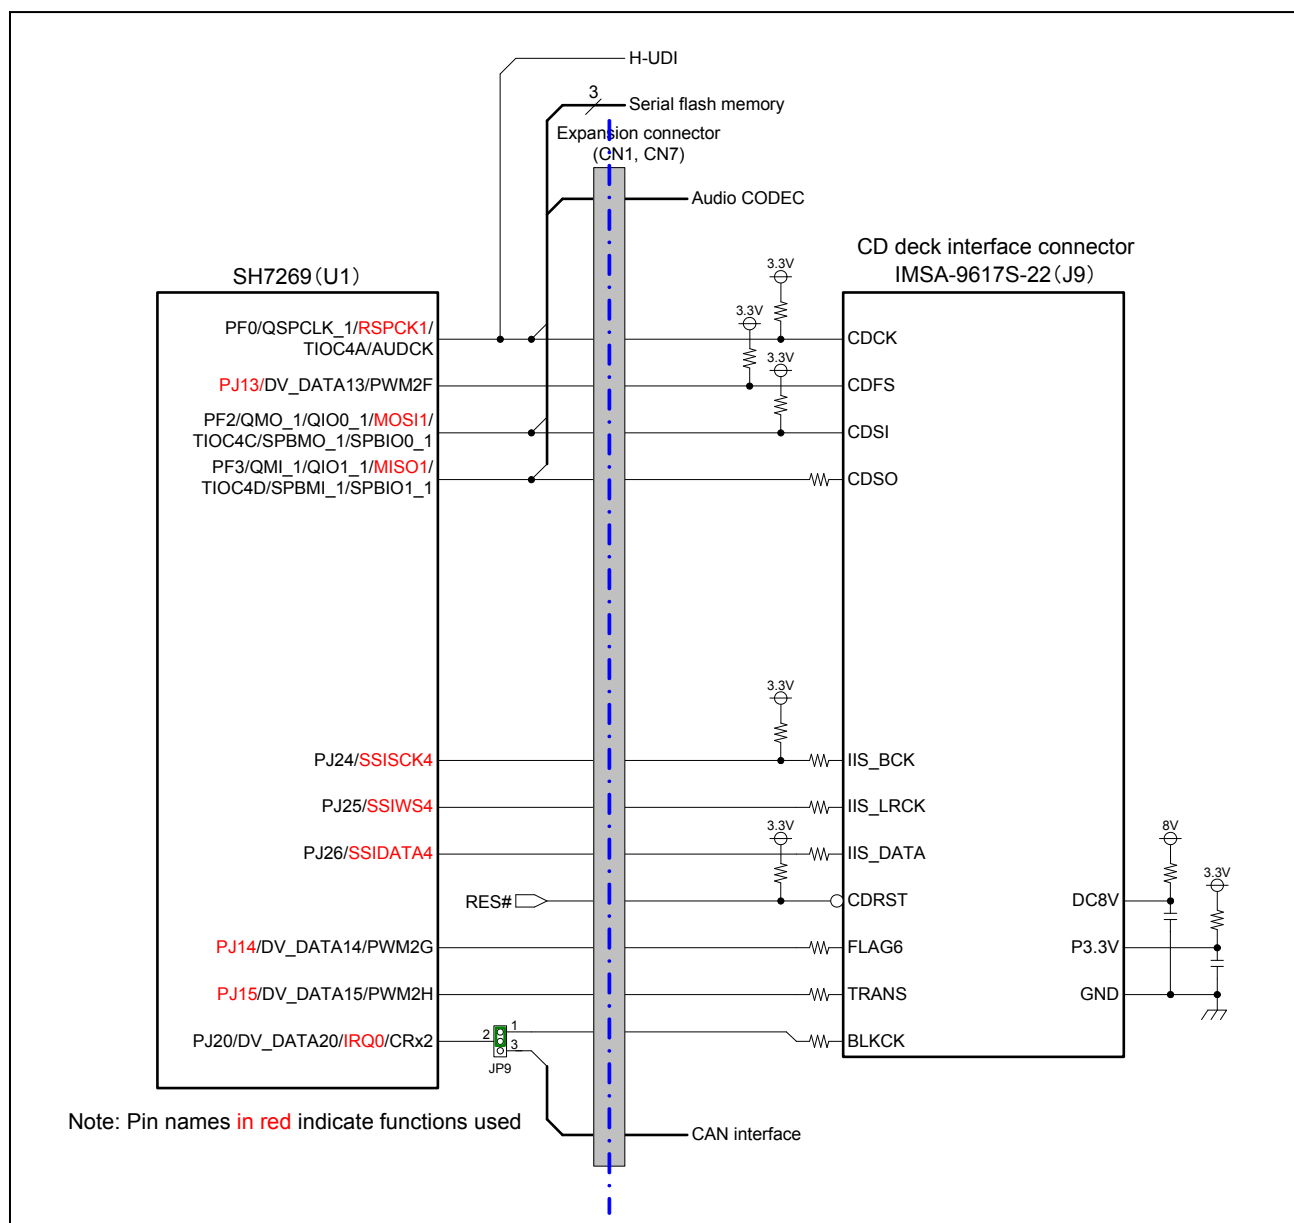 H-UDI
3
Serial flash memory
Expansion connector
(CN1, CN7)
Audio CODEC
CD deck interface connector
SH7269(U1)
IMSA-9617S-22(J9)
3.3V
3.3V
3.3V
PF0/QSPCLK_1/RSPCK1/
TIOC4A/AUDCK
CDCK
PJ13/DV_DATA13/PWM2F
CDFS
PF2/QMO_1/QIO0_1/MOSI1/
TIOC4C/SPBMO_1/SPBIO0_1
CDSI
PF3/QMI_1/QIO1_1/MISO1/
TIOC4D/SPBMI_1/SPBIO1_1
CDSO
3.3V
PJ24/SSISCK4
IIS_BCK
PJ25/SSIWS4
IIS_LRCK
3.3V
8V
PJ26/SSIDATA4
IIS_DATA
3.3V
RES#
CDRST
DC8V
PJ14/DV_DATA14/PWM2G
FLAG6
P3.3V
PJ15/DV_DATA15/PWM2H
TRANS
GND
PJ20/DV_DATA20/IRQ0/CRx2
2
1
3
JP9
BLKCK
Note: Pin names in red indicate functions used
CAN interface